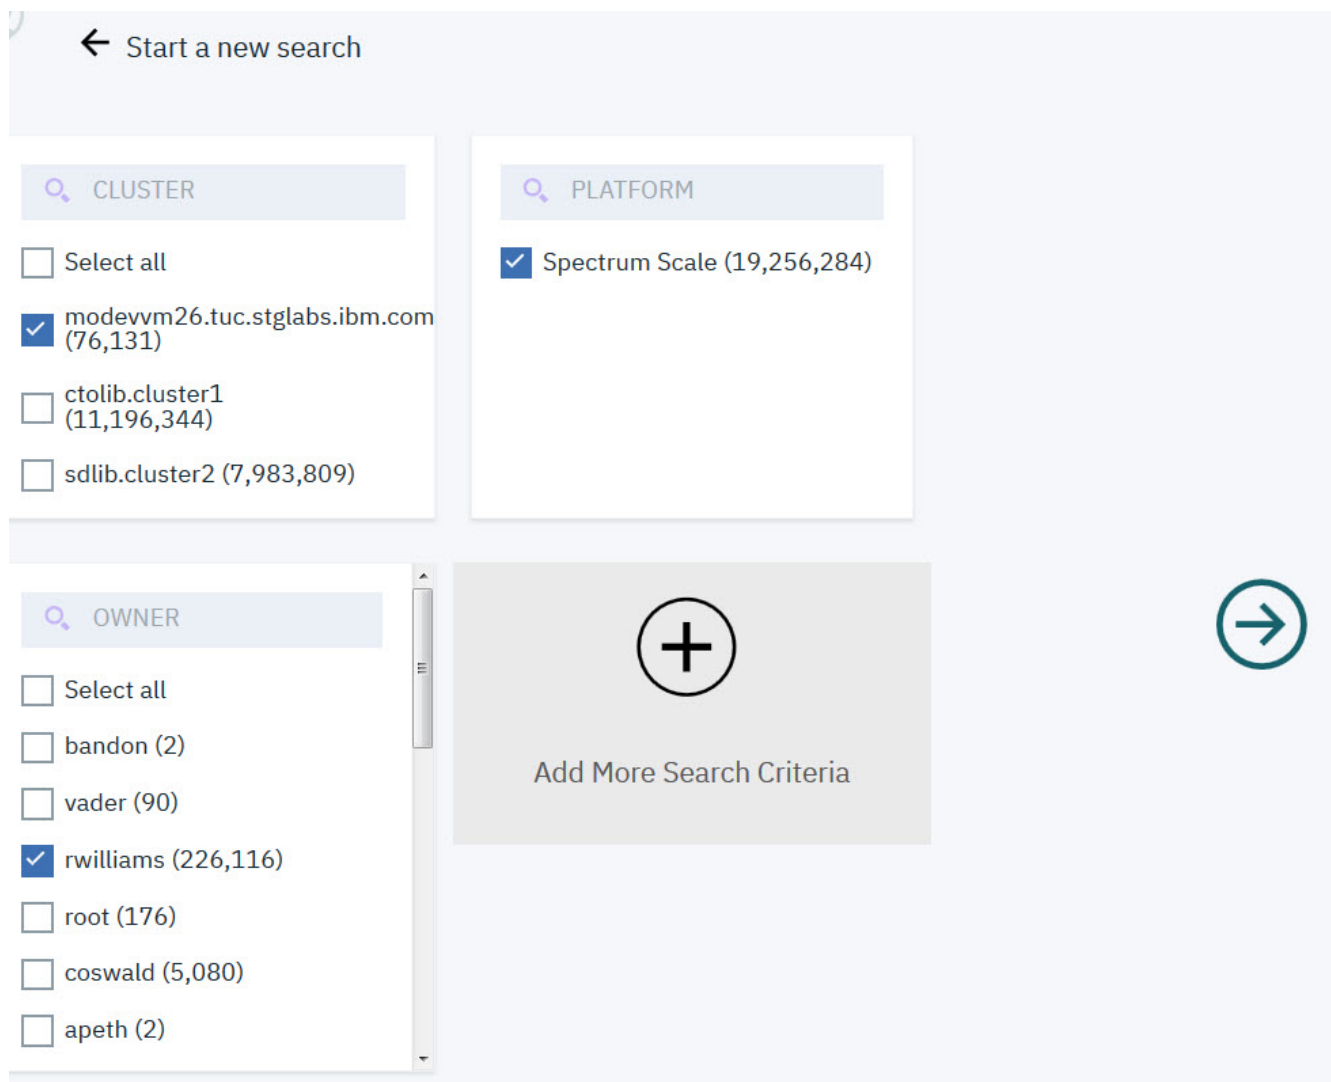 Start a new search
CLUSTER
Select all
modevvm26.tuc.stglabs.ibm.com
(76,131)
ctolib.cluster1
(11,196,344)
sdlib.cluster2 (7,983,809)
PLATFORM
Spectrum Scale (19,256,284)
OWNER
Select all
bandon (2)
vader (90)
rwilliams (226,116)
root (176)
coswald (5,080)
apeth (2)
Add More Search Criteria